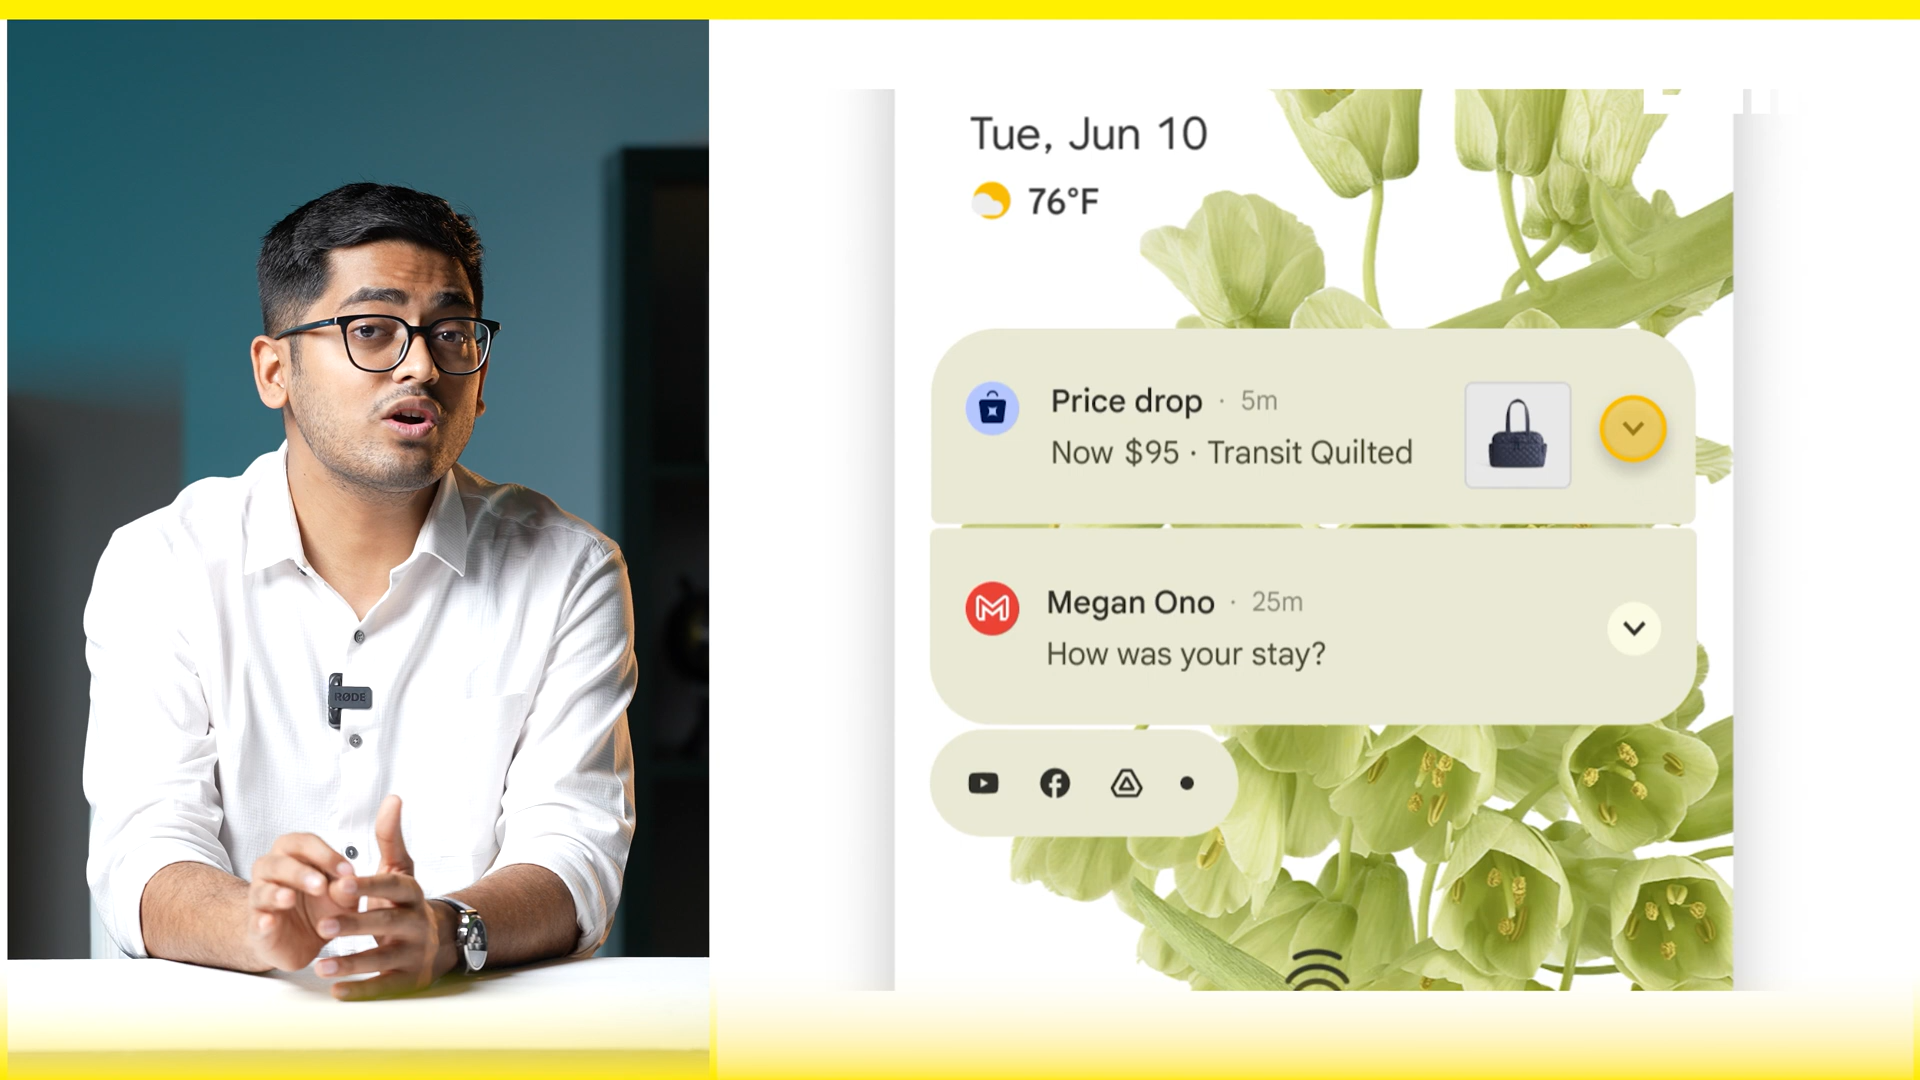 RØDE
Tue, Jun 10
76°F
Price drop · 5m
Now $95 · Transit Quilted
Megan Ono · 25m
How was your stay?